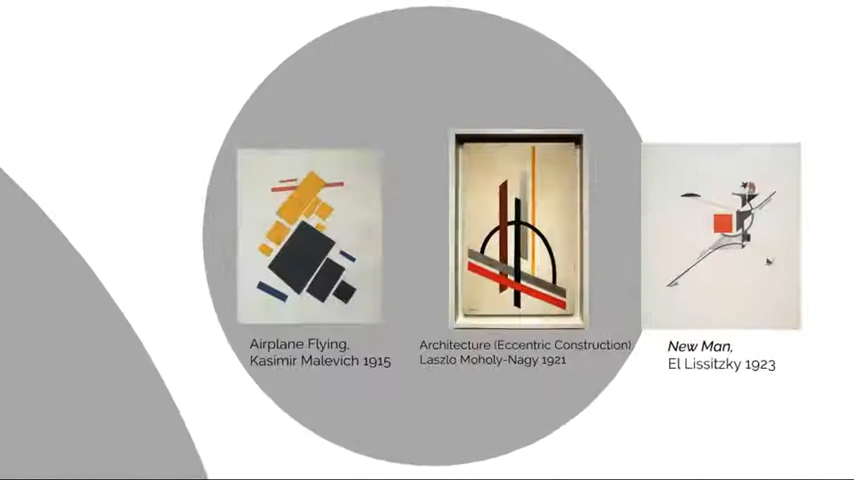 Airplane Flying,
Kasimir Malevich 1915
Architecture (Eccentric Construction)
Laszlo Moholy-Nagy 1921
New Man,
El Lissitzky 1923